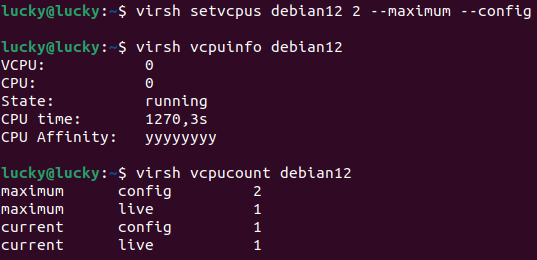 lucky@lucky:~$ virsh setvcpus debian12 2 --maximum --config
lucky@lucky:~$ virsh vcpuinfo debian12
VCPU:           0
CPU:            0
State:          running
CPU time:       1270,3s
CPU Affinity:   yyyyyyyy
lucky@lucky:~$ virsh vcpucount debian12
maximum      config         2
maximum      live           1
current      config         1
current      live           1